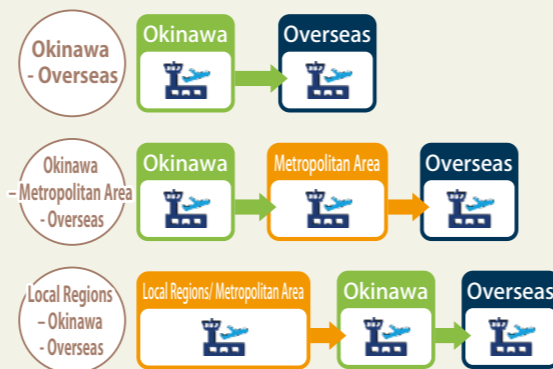 Okinawa
- Overseas
Okinawa
Overseas
Okinawa
– Metropolitan Area
- Overseas
Okinawa
Metropolitan Area
Overseas
Local Regions
– Okinawa
- Overseas
Local Regions/ Metropolitan Area
Okinawa
Overseas